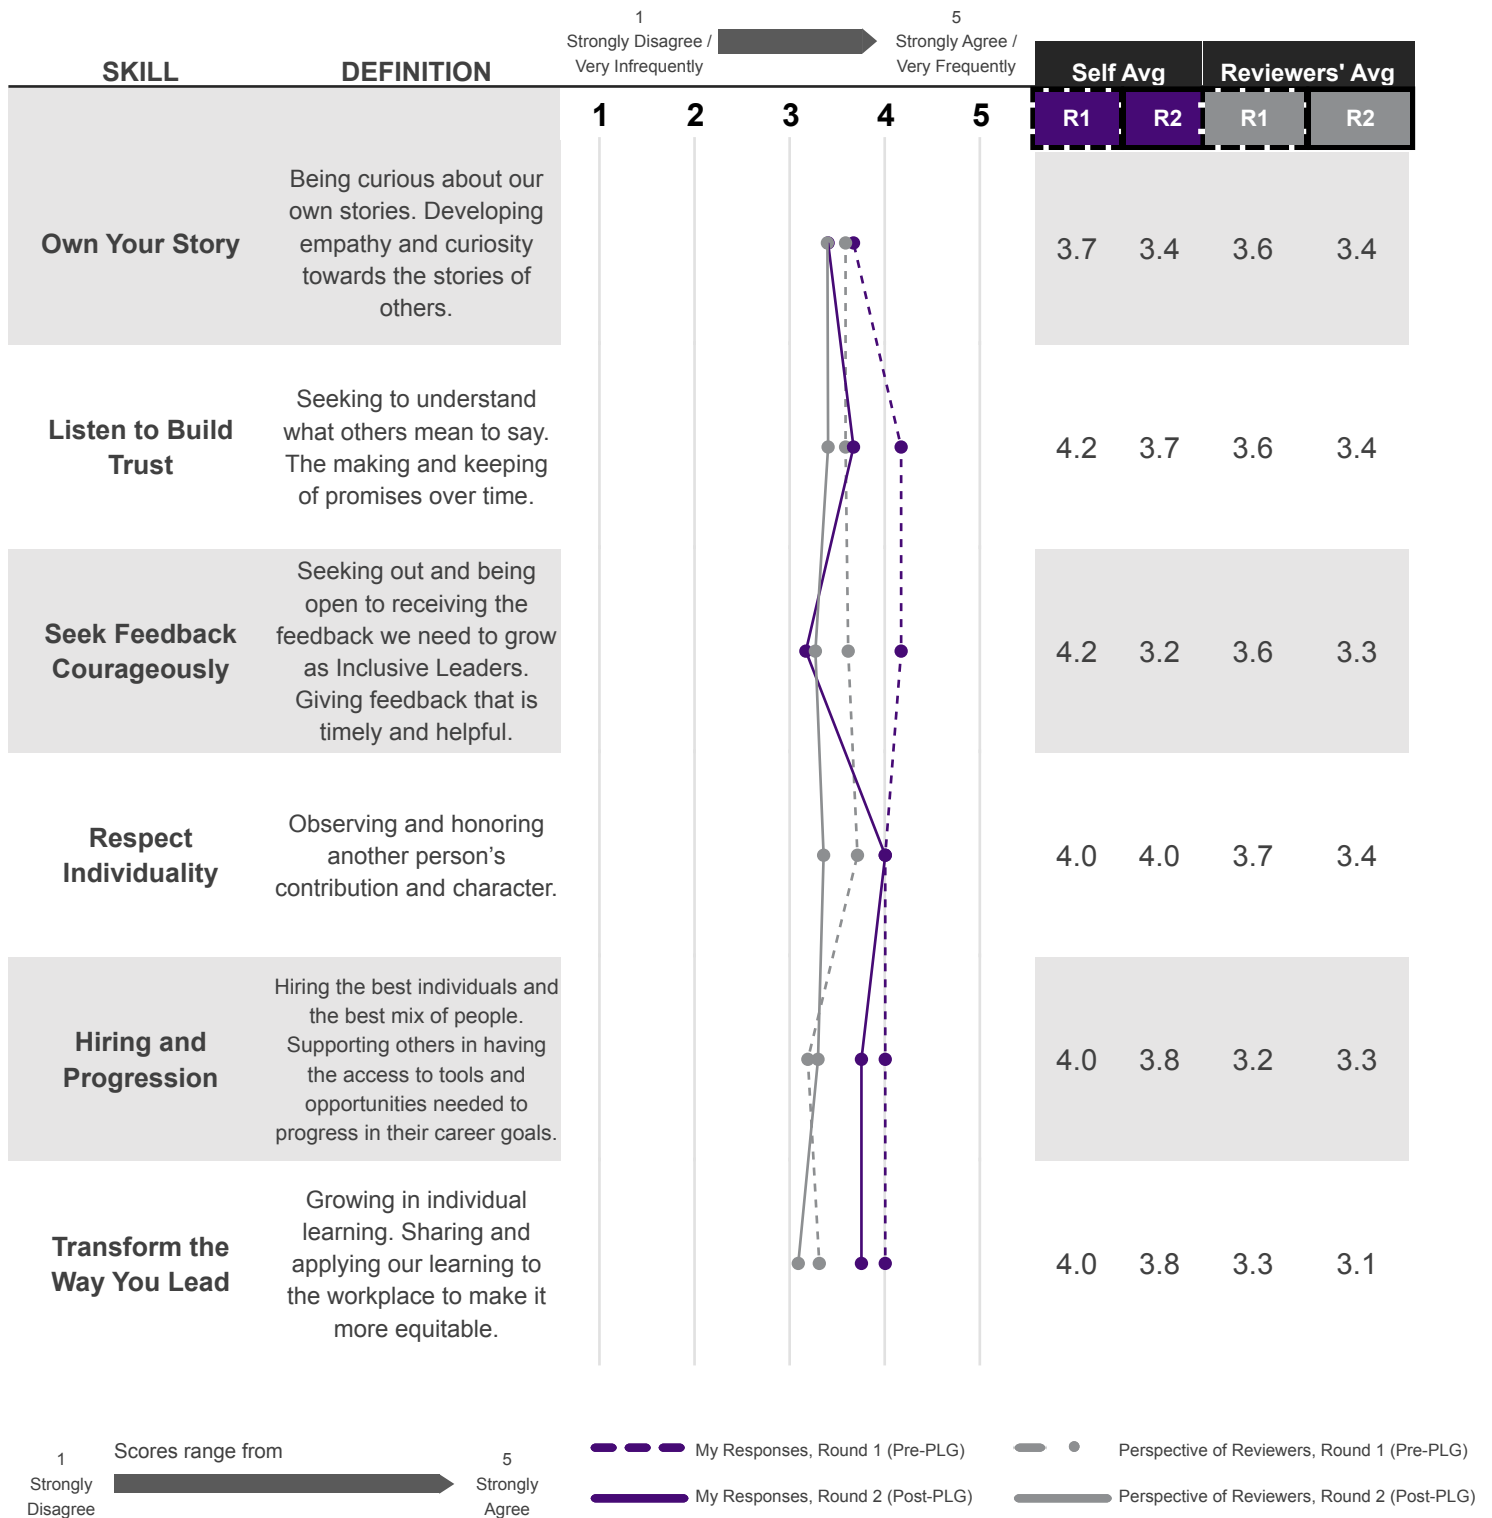 1
Strongly Disagree /
Very Infrequently
5
Strongly Agree /
Very Frequently
SKILL
DEFINITION
Self Avg
Reviewers' Avg
1 2 3 4 5
R1 R2 R1 R2
Own Your Story
Being curious about our
own stories. Developing
empathy and curiosity
towards the stories of
others.
3.7 3.4 3.6 3.4
Listen to Build
Trust
Seeking to understand
what others mean to say.
The making and keeping
of promises over time.
4.2 3.7 3.6 3.4
Seek Feedback
Courageously
Seeking out and being
open to receiving the
feedback we need to grow
as Inclusive Leaders.
Giving feedback that is
timely and helpful.
4.2 3.2 3.6 3.3
Respect
Individuality
Observing and honoring
another person’s
contribution and character.
4.0 4.0 3.7 3.4
Hiring and
Progression
Hiring the best individuals and
the best mix of people.
Supporting others in having
the access to tools and
opportunities needed to
progress in their career goals.
4.0 3.8 3.2 3.3
Transform the
Way You Lead
Growing in individual
learning. Sharing and
applying our learning to
the workplace to make it
more equitable.
4.0 3.8 3.3 3.1
1
Strongly
Disagree
Scores range from
5
Strongly
Agree
My Responses, Round 1 (Pre-PLG)
Perspective of Reviewers, Round 1 (Pre-PLG)
My Responses, Round 2 (Post-PLG)
Perspective of Reviewers, Round 2 (Post-PLG)